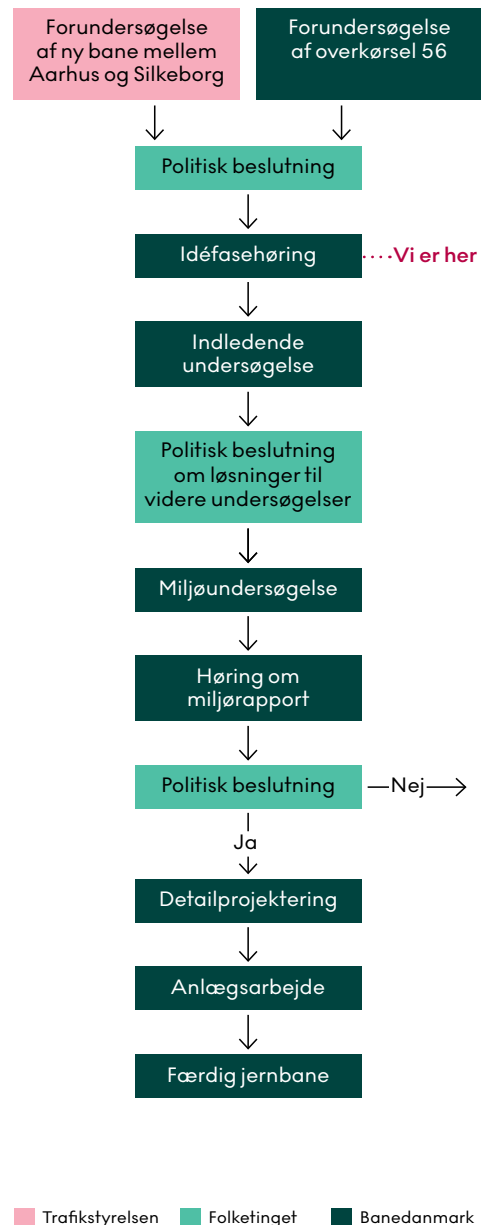 Forundersøgelse
af ny bane mellem
Aarhus og Silkeborg
Forundersøgelse
af overkørsel 56
Politisk beslutning
Idéfasehøring
Vi er her
Indledende
undersøgelse
Politisk beslutning
om løsninger til
videre undersøgelser
Miljøundersøgelse
Høring om
miljørapport
Politisk beslutning
Nej
Ja
Detailprojektering
Anlægsarbejde
Færdig jernbane
Trafikstyrelsen
Folketinget
Banedanmark